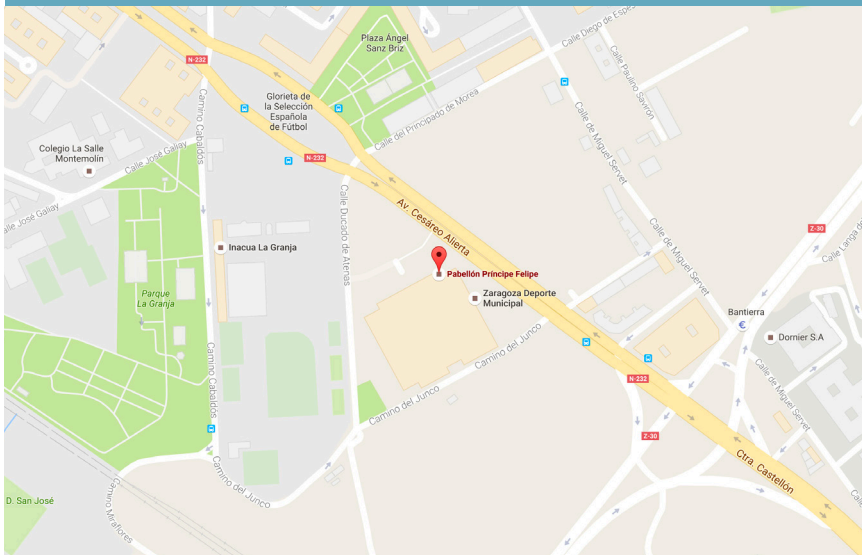 Plaza Ángel
Sanz Briz
Calle Diego de Espe
N-232
Calle Paulino Savirón
Camino Cabaldós
Glorieta de
la Selección
Española
de Fútbol
Calle del Principado de Morea
Calle de Miguel Servet
Colegio La Salle
Montemolín
Calle José Galiay
N-232
alle José Galiay
Calle Ducado de Atenas
Av. Cesáreo Alierta
Calle de Miguel Servet
Z-30
Calle Langa de
Inacua La Granja
Pabellón Príncipe Felipe
Parque
La Granja
Zaragoza Deporte
Municipal
Bantierra
€
Dornier S.A
Camino del Junco
Camino Cabaldós
N-232
Calle de Miguel Servet
Camino del Junco
Z-30
Ctra. Castellón
Camino del Junco
D. San José
Camino Miraflores
Calle